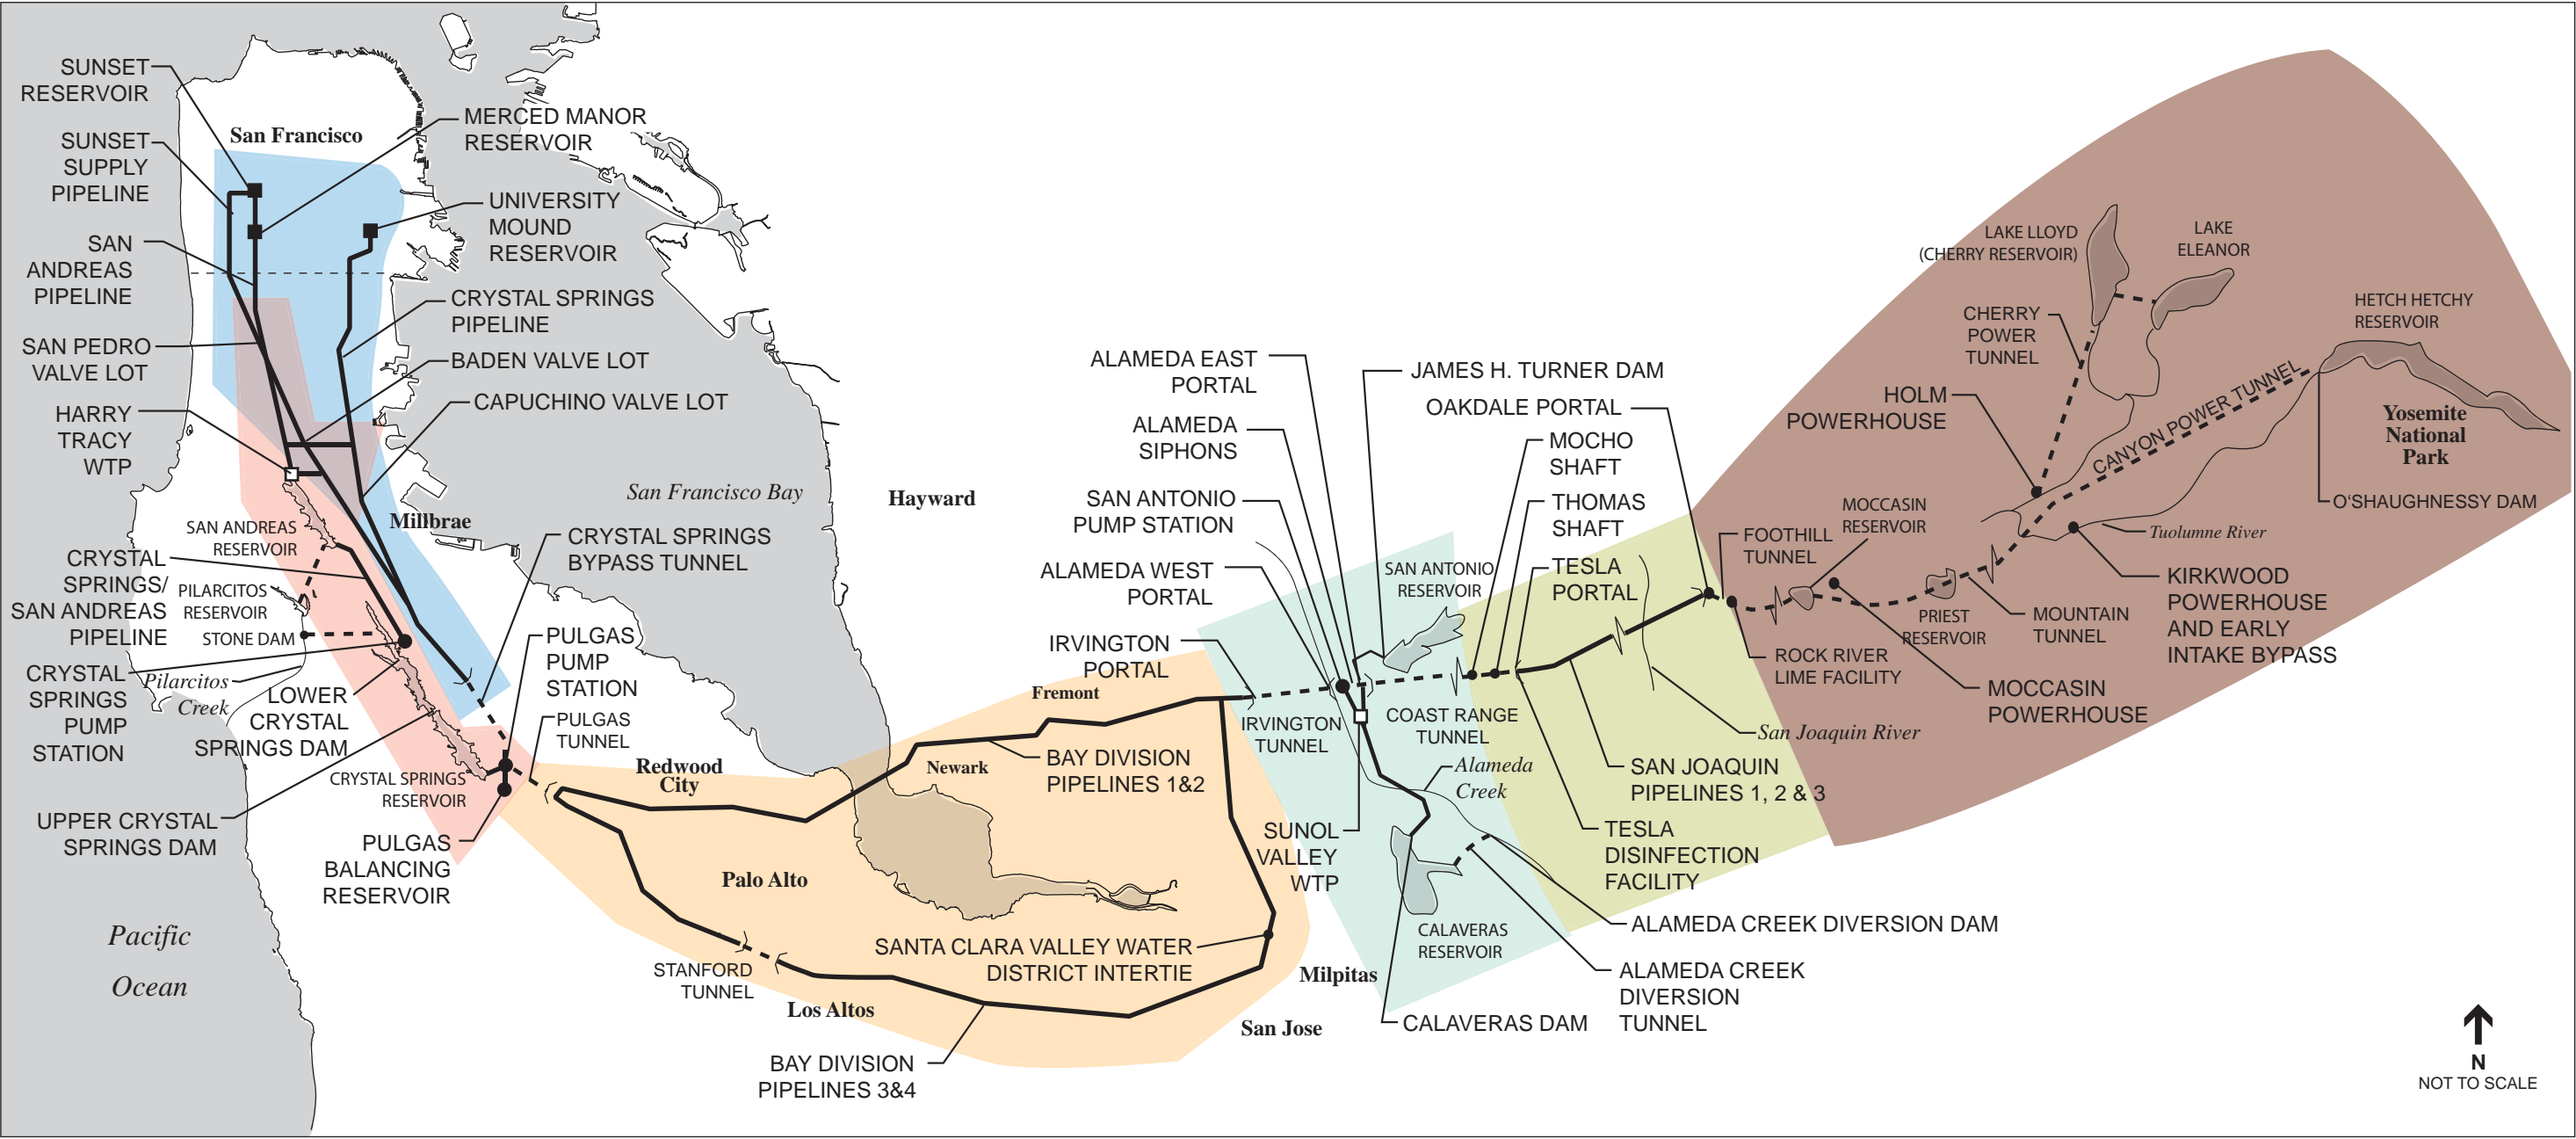 SUNSET
RESERVOIR
SUNSET
SUPPLY
PIPELINE
SAN
ANDREAS
PIPELINE
SAN PEDRO
VALVE LOT
HARRY
TRACY
WTP
San Francisco
MERCED MANOR
RESERVOIR
UNIVERSITY
MOUND
RESERVOIR
CRYSTAL SPRINGS
PIPELINE
BADEN VALVE LOT
CAPUCHINO VALVE LOT
San Francisco Bay
Millbrae
CRYSTAL SPRINGS
BYPASS TUNNEL
SAN ANDREAS
RESERVOIR
CRYSTAL
SPRINGS/
SAN ANDREAS
PIPELINE
PILARCITOS
RESERVOIR
STONE DAM
CRYSTAL
SPRINGS
PUMP
STATION
Pilarcitos
Creek
LOWER
CRYSTAL
SPRINGS DAM
PULGAS
PUMP
STATION
PULGAS
TUNNEL
CRYSTAL SPRINGS
RESERVOIR
UPPER CRYSTAL
SPRINGS DAM
PULGAS
BALANCING
RESERVOIR
Pacific
Ocean
Redwood
City
Palo Alto
STANFORD
TUNNEL
Los Altos
BAY DIVISION
PIPELINES 3&4
Newark
Fremont
BAY DIVISION
PIPELINES 1&2
SANTA CLARA VALLEY WATER
DISTRICT INTERTIE
Milpitas
San Jose
Hayward
ALAMEDA EAST
PORTAL
ALAMEDA
SIPHONS
SAN ANTONIO
PUMP STATION
ALAMEDA WEST
PORTAL
IRVINGTON
PORTAL
IRVINGTON
TUNNEL
JAMES H. TURNER DAM
OAKDALE PORTAL
MOCHO
SHAFT
THOMAS
SHAFT
TESLA
PORTAL
SAN ANTONIO
RESERVOIR
COAST RANGE
TUNNEL
Alameda
Creek
SUNOL
VALLEY
WTP
CALAVERAS
RESERVOIR
CALAVERAS DAM
ALAMEDA CREEK
DIVERSION
TUNNEL
ALAMEDA CREEK DIVERSION DAM
TESLA
DISINFECTION
FACILITY
SAN JOAQUIN
PIPELINES 1, 2 & 3
San Joaquin River
FOOTHILL
TUNNEL
ROCK RIVER
LIME FACILITY
MOCCASIN
RESERVOIR
MOCCASIN
POWERHOUSE
PRIEST
RESERVOIR
MOUNTAIN
TUNNEL
KIRKWOOD
POWERHOUSE
AND EARLY
INTAKE BYPASS
Tuolumne River
HOLM
POWERHOUSE
CHERRY
POWER
TUNNEL
LAKE LLOYD
(CHERRY RESERVOIR)
LAKE
ELEANOR
CANYON POWER TUNNEL
HETCH HETCHY
RESERVOIR
Yosemite
National
Park
O'SHAUGHNESSY DAM
N
NOT TO SCALE